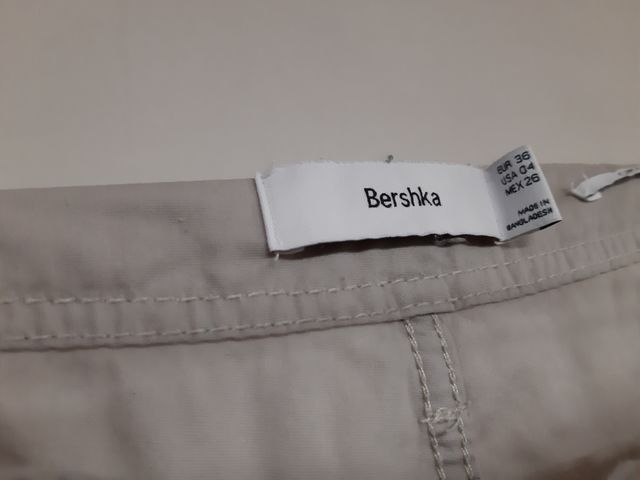 Bershka
EUR 36
USA 04
MEX 26
MADE IN
BANGLADESH